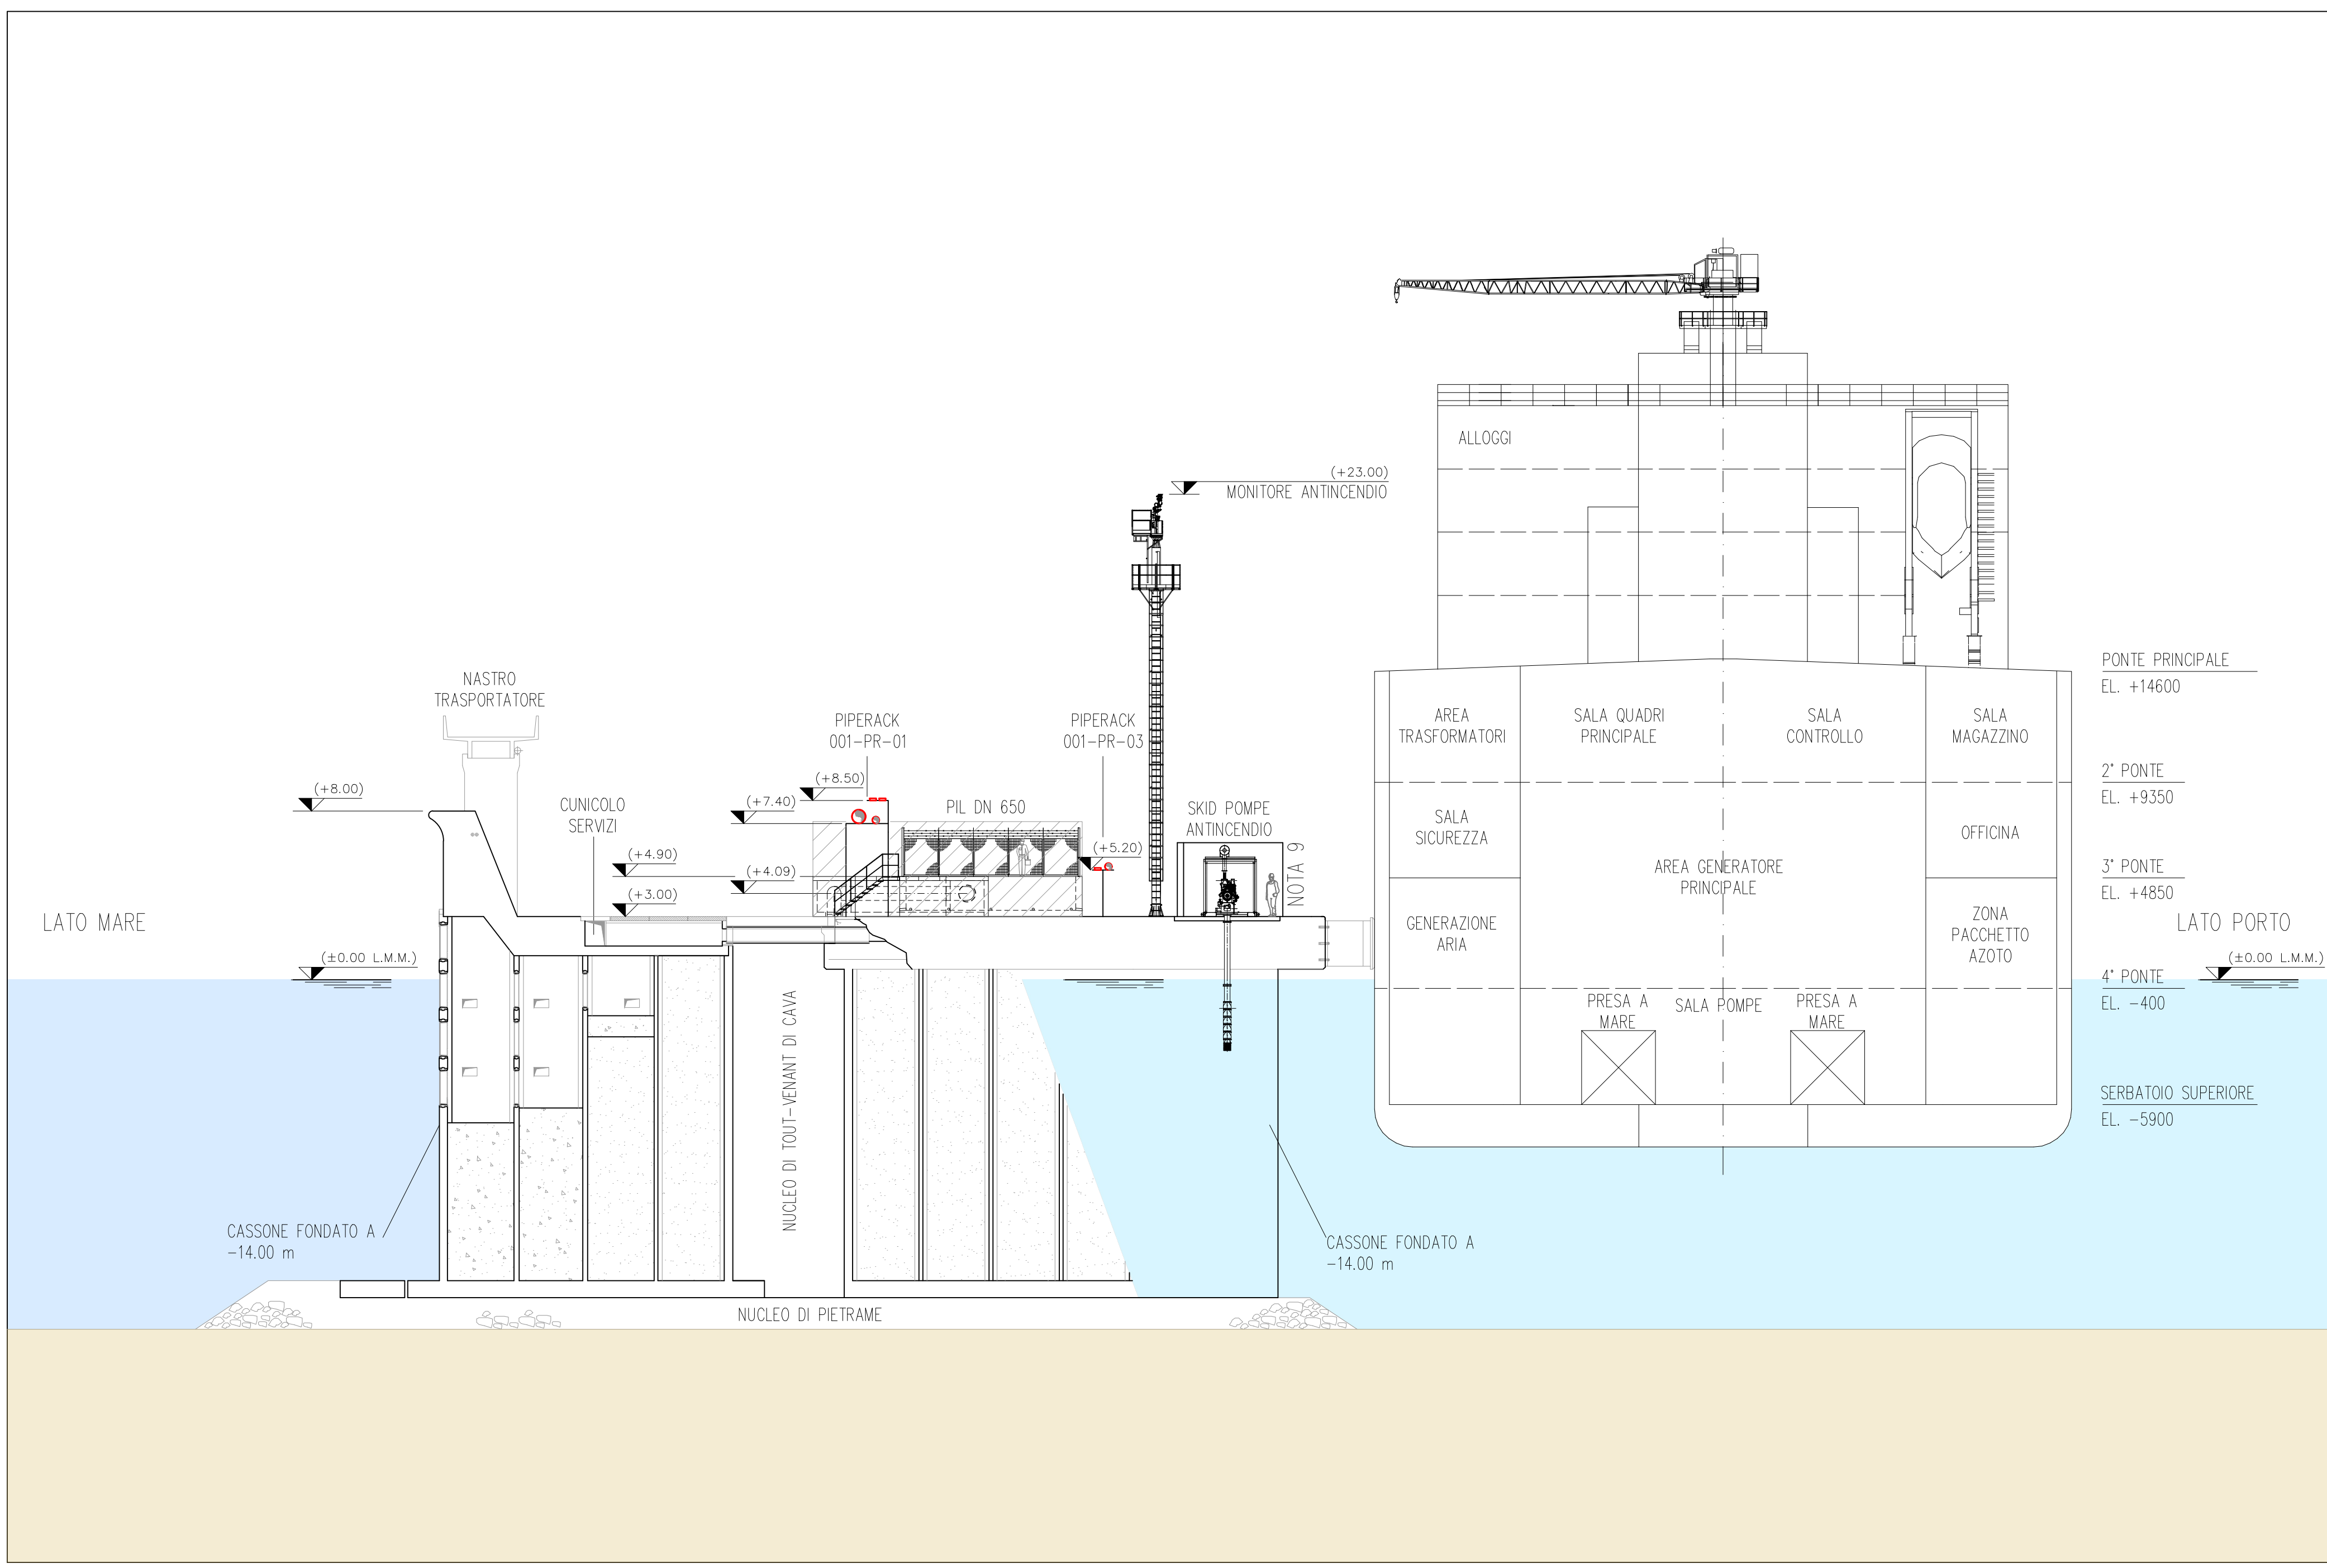 ALLOGGI
(+23.00)
MONITORE ANTINCENDIO
NASTRO
TRASPORTATORE
PIPERACK
001-PR-01
PIPERACK
001-PR-03
(+8.00)
CUNICOLO
SERVIZI
(+8.50)
(+7.40)
(+4.90)
(+4.09)
(+3.00)
PIL DN 650
(+5.20)
SKID POMPE
ANTINCENDIO
NOTA 9
AREA
TRASFORMATORI
SALA QUADRI
PRINCIPALE
SALA
CONTROLLO
SALA
MAGAZZINO
SALA
SICUREZZA
AREA GENERATORE
PRINCIPALE
OFFICINA
GENERAZIONE
ARIA
ZONA
PACCHETTO
AZOTO
PRESA A
MARE
SALA POMPE
PRESA A
MARE
PONTE PRINCIPALE
EL. +14600
2° PONTE
EL. +9350
3° PONTE
EL. +4850
4° PONTE
EL. -400
SERBATOIO SUPERIORE
EL. -5900
LATO MARE
(±0.00 L.M.M.)
LATO PORTO
(±0.00 L.M.M.)
NUCLEO DI TOUT-VENANT DI CAVA
CASSONE FONDATO A
-14.00 m
CASSONE FONDATO A
-14.00 m
NUCLEO DI PIETRAME